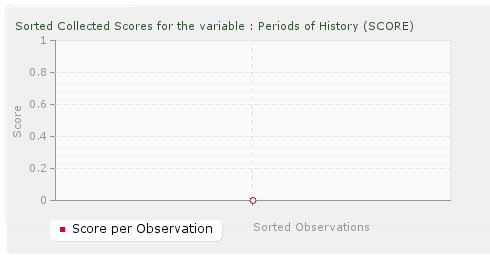 Sorted Collected Scores for the variable : Periods of History (SCORE)
1
0.8
0.6
0.4
0.2
0
Score
Sorted Observations
Score per Observation